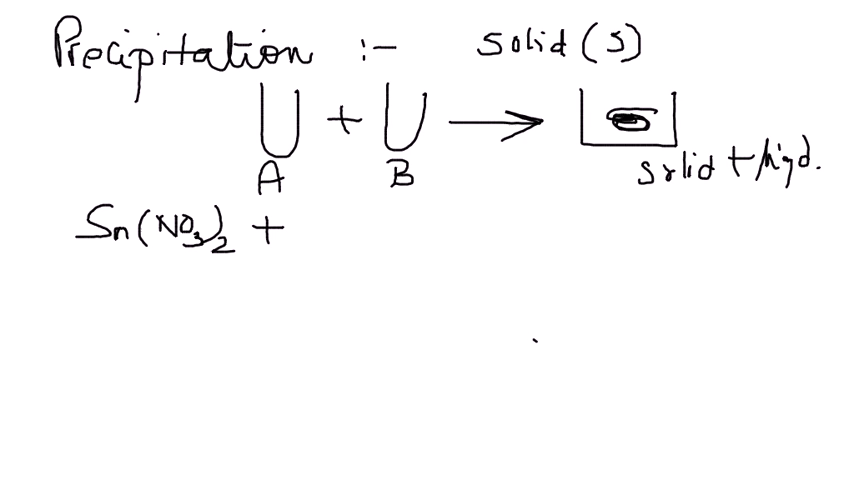 Precipitation :- Solid (S)
+ →
A B Solid + liqd.
Sn(NO3)2 +